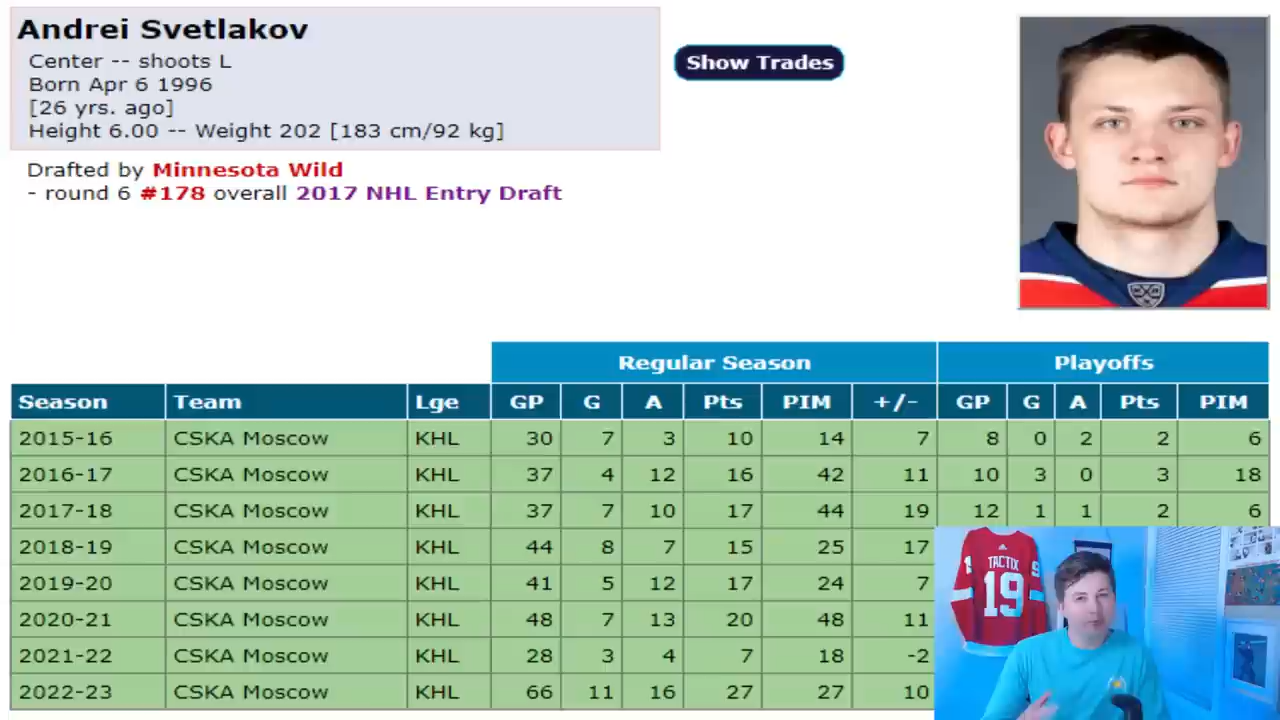 Andrei Svetlakov
Center -- shoots L
Born Apr 6 1996
[26 yrs. ago]
Height 6.00 -- Weight 202 [183 cm/92 kg]
Show Trades
Drafted by Minnesota Wild
- round 6 #178 overall 2017 NHL Entry Draft
Regular Season Playoffs
Season Team Lge GP G A Pts PIM +/- GP G A Pts PIM
2015-16 CSKA Moscow KHL 30 7 3 10 14 7 8 0 2 2 6
2016-17 CSKA Moscow KHL 37 4 12 16 42 11 10 3 0 3 18
2017-18 CSKA Moscow KHL 37 7 10 17 44 19 12 1 1 2 6
2018-19 CSKA Moscow KHL 44 8 7 15 25 17
2019-20 CSKA Moscow KHL 41 5 12 17 24 7
2020-21 CSKA Moscow KHL 48 7 13 20 48 11
2021-22 CSKA Moscow KHL 28 3 4 7 18 -2
2022-23 CSKA Moscow KHL 66 11 16 27 27 10
TACTIX
19